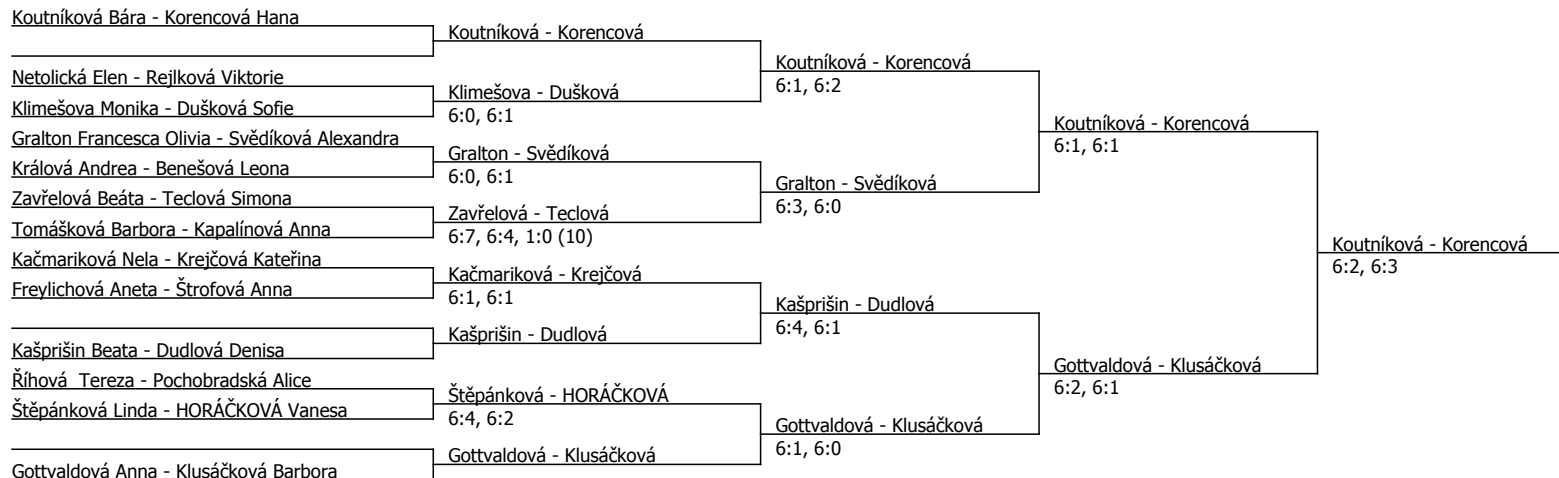 Koutníková Bára - Korencová Hana
Netolická Elen - Rejlková Viktorie
Klimešova Monika - Dušková Sofie
Gralton Francesca Olivia - Svědíková Alexandra
Králová Andrea - Benešová Leona
Zavřelová Beáta - Teclová Simona
Tomášková Barbora - Kapalínová Anna
Kačmariková Nela - Krejčová Kateřina
Freylichová Aneta - Štrofová Anna
Kašprišin Beata - Dudlová Denisa
Říhová  Tereza - Pochobradská Alice
Štěpánková Linda - HORÁČKOVÁ Vanesa
Gottvaldová Anna - Klusáčková Barbora
Koutníková - Korencová
Klimešova - Dušková
6:0, 6:1
Gralton - Svědíková
6:0, 6:1
Zavřelová - Teclová
6:7, 6:4, 1:0 (10)
Kačmariková - Krejčová
6:1, 6:1
Kašprišin - Dudlová
Štěpánková - HORÁČKOVÁ
6:4, 6:2
Gottvaldová - Klusáčková
Koutníková - Korencová
6:1, 6:2
Gralton - Svědíková
6:3, 6:0
Kašprišin - Dudlová
6:4, 6:1
Gottvaldová - Klusáčková
6:1, 6:0
Koutníková - Korencová
6:1, 6:1
Gottvaldová - Klusáčková
6:2, 6:1
Koutníková - Korencová
6:2, 6:3